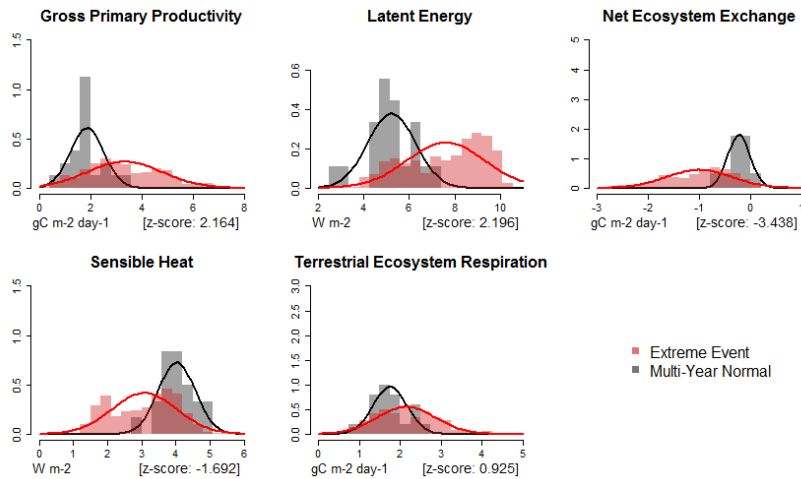 Gross Primary Productivity
1.5
1.0
0.5
0.0
0 2 4 6 8
gC m-2 day-1 [z-score: 2.164]
Latent Energy
0.6
0.4
0.2
0.0
2 4 6 8 10
W m-2 [z-score: 2.196]
Net Ecosystem Exchange
5
4
3
2
1
0
-3 -2 -1 0 1
gC m-2 day-1 [z-score: -3.438]
Sensible Heat
1.5
1.0
0.5
0.0
0 1 2 3 4 5 6
W m-2 [z-score: -1.692]
Terrestrial Ecosystem Respiration
3.0
2.5
2.0
1.5
1.0
0.5
0.0
0 1 2 3 4 5
gC m-2 day-1 [z-score: 0.925]
Extreme Event
Multi-Year Normal